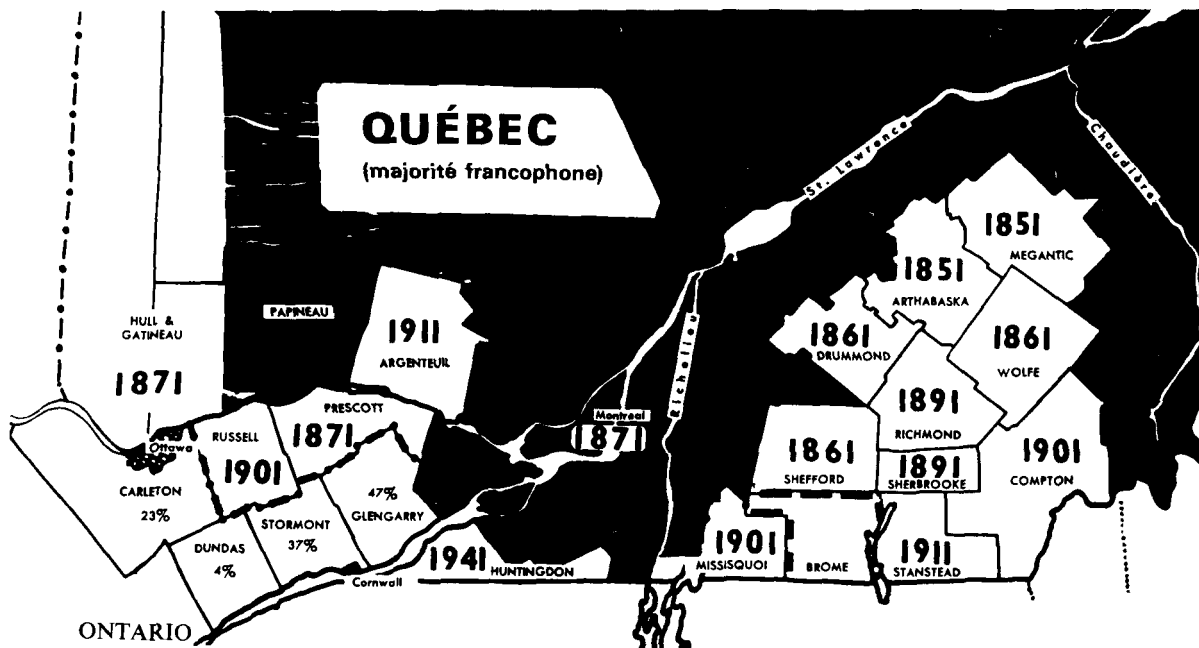 QUÉBEC
(majorité francophone)
St. Lawrence
Chaudière
Richelieu
1851
MEGANTIC
1851
ARTHABASKA
1861
DRUMMOND
1861
WOLFE
1891
RICHMOND
1861
SHEFFORD
1891
SHERBROOKE
1901
COMPTON
1901
MISSISQUOI
BROME
1911
STANSTEAD
HULL &
GATINEAU
1871
PAPINEAU
1911
ARGENTEUIL
PRESCOTT
1871
RUSSELL
1901
Montreal
1871
Ottawa
CARLETON
23%
DUNDAS
4%
STORMONT
37%
47%
GLENGARRY
1941
HUNTINGDON
Cornwall
ONTARIO